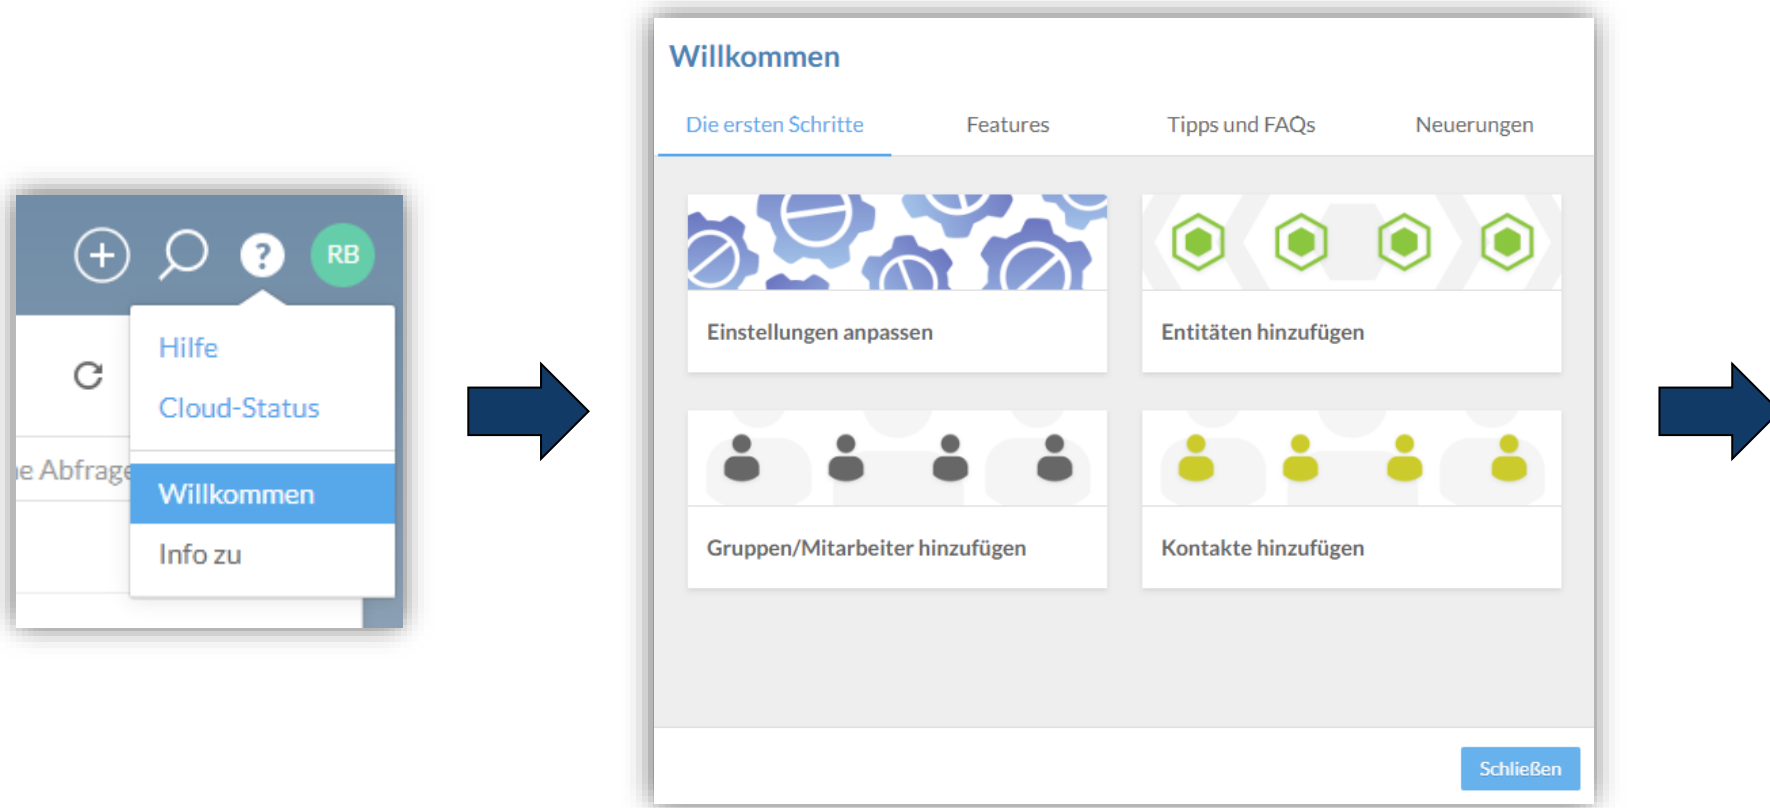 ?
RB
Hilfe
Cloud-Status
e Abfrage
Willkommen
Info zu
Willkommen
Die ersten Schritte Features Tipps und FAQs Neuerungen
Einstellungen anpassen Entitäten hinzufügen
Gruppen/Mitarbeiter hinzufügen Kontakte hinzufügen
Schließen